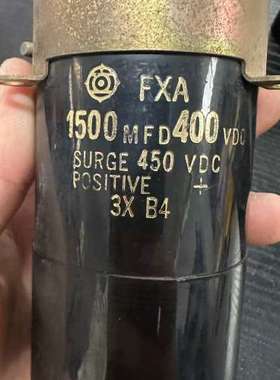 FXA
1500 MFD 400 VDC
SURGE 450 VDC
POSITIVE +
3X B4